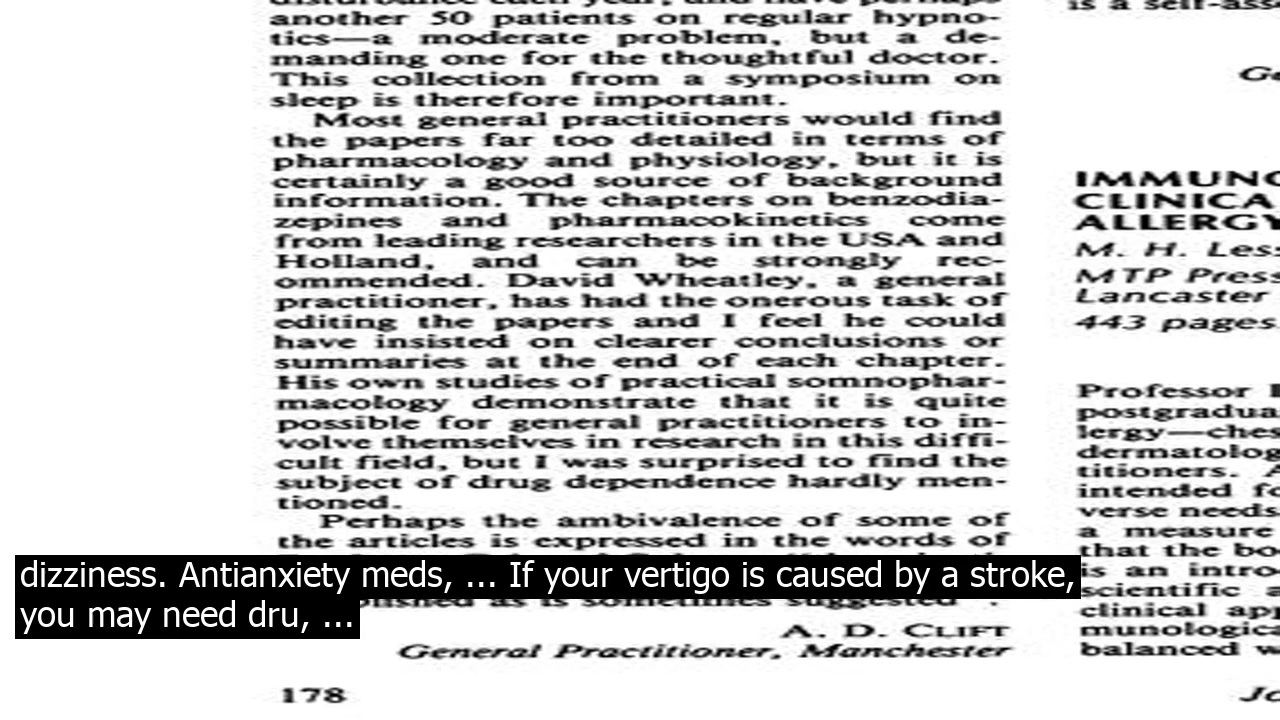 another 50 patients on regular hypno-
tics—a moderate problem, but a de-
manding one for the thoughtful doctor.
This collection from a symposium on
sleep is therefore important.
Most general practitioners would find
the papers far too detailed in terms of
pharmacology and physiology, but it is
certainly a good source of background
information. The chapters on benzodia-
zepines and pharmacokinetics come
from leading researchers in the USA and
Holland, and can be strongly rec-
ommended. David Wheatley, a general
practitioner, has had the onerous task of
editing the papers and I feel he could
have insisted on clearer conclusions or
summaries at the end of each chapter.
His own studies of practical somnophar-
macology demonstrate that it is quite
possible for general practitioners to in-
volve themselves in research in this diffi-
cult field, but I was surprised to find the
subject of drug dependence hardly men-
tioned.
Perhaps the ambivalence of some of
the articles is expressed in the words of
as is sometimes suggested".
A. D. CLIFT
General Practitioner, Manchester
178
is a
IMMUNO
CLINICA
ALLERGY
M. H. Less
MTP Press
Lancaster
443 pages
Professor
postgradua
lergy—ches
dermatolog
titioners.
intended fo
verse needs
a measure
that the bo
is an intro-
scientific a
clinical app
munologica
balanced w
dizziness. Antianxiety meds, ... If your vertigo is caused by a stroke,
you may need dru, ...